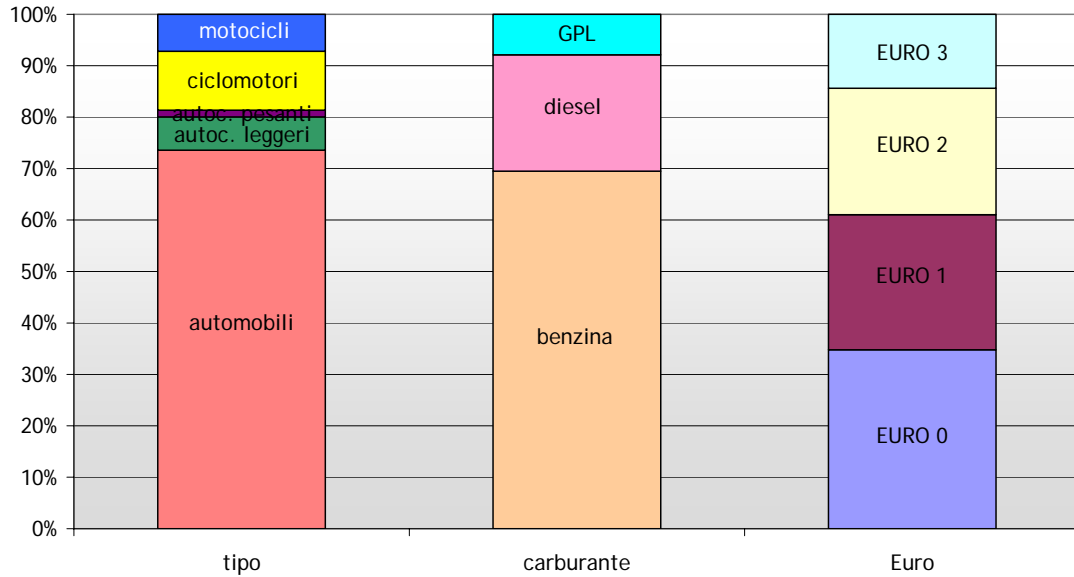 100%
90%
80%
70%
60%
50%
40%
30%
20%
10%
0%
motocicli
ciclomotori
autoc. pesanti
autoc. leggeri
automobili
GPL
diesel
benzina
EURO 3
EURO 2
EURO 1
EURO 0
tipo
carburante
Euro